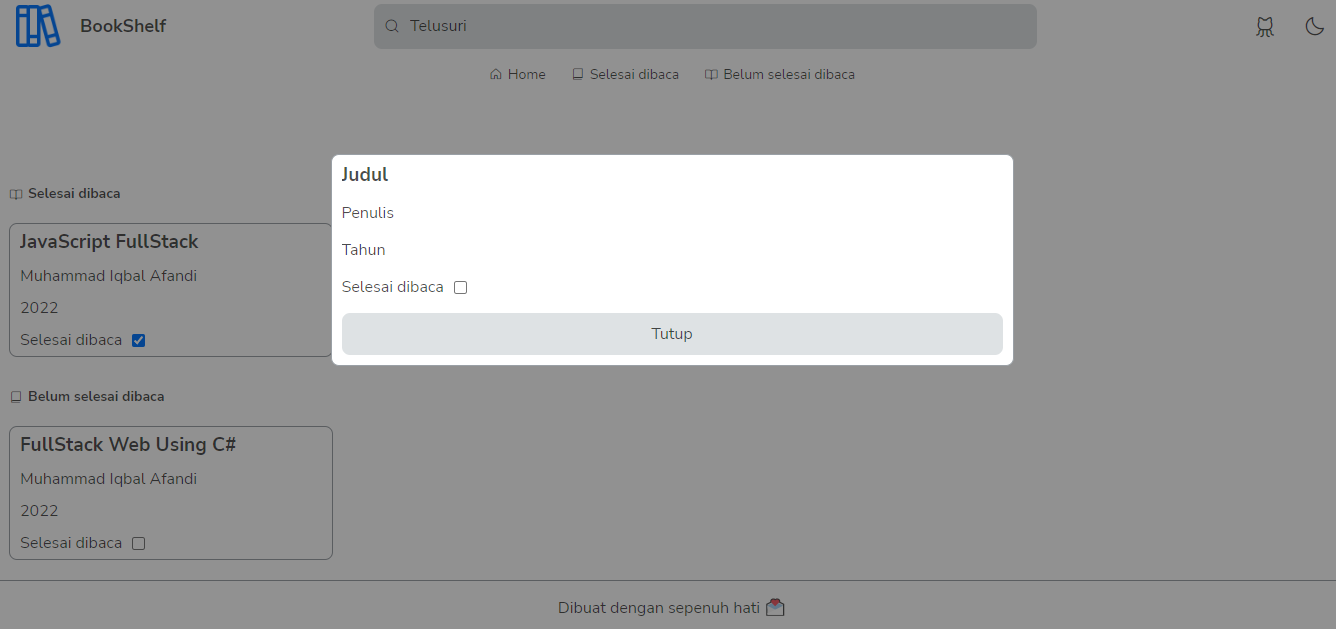 BookShelf
Telusuri
Home
Selesai dibaca
Belum selesai dibaca
Judul
Penulis
Tahun
Selesai dibaca
Tutup
Selesai dibaca
JavaScript FullStack
Muhammad Iqbal Afandi
2022
Selesai dibaca
Belum selesai dibaca
FullStack Web Using C#
Muhammad Iqbal Afandi
2022
Selesai dibaca
Dibuat dengan sepenuh hati